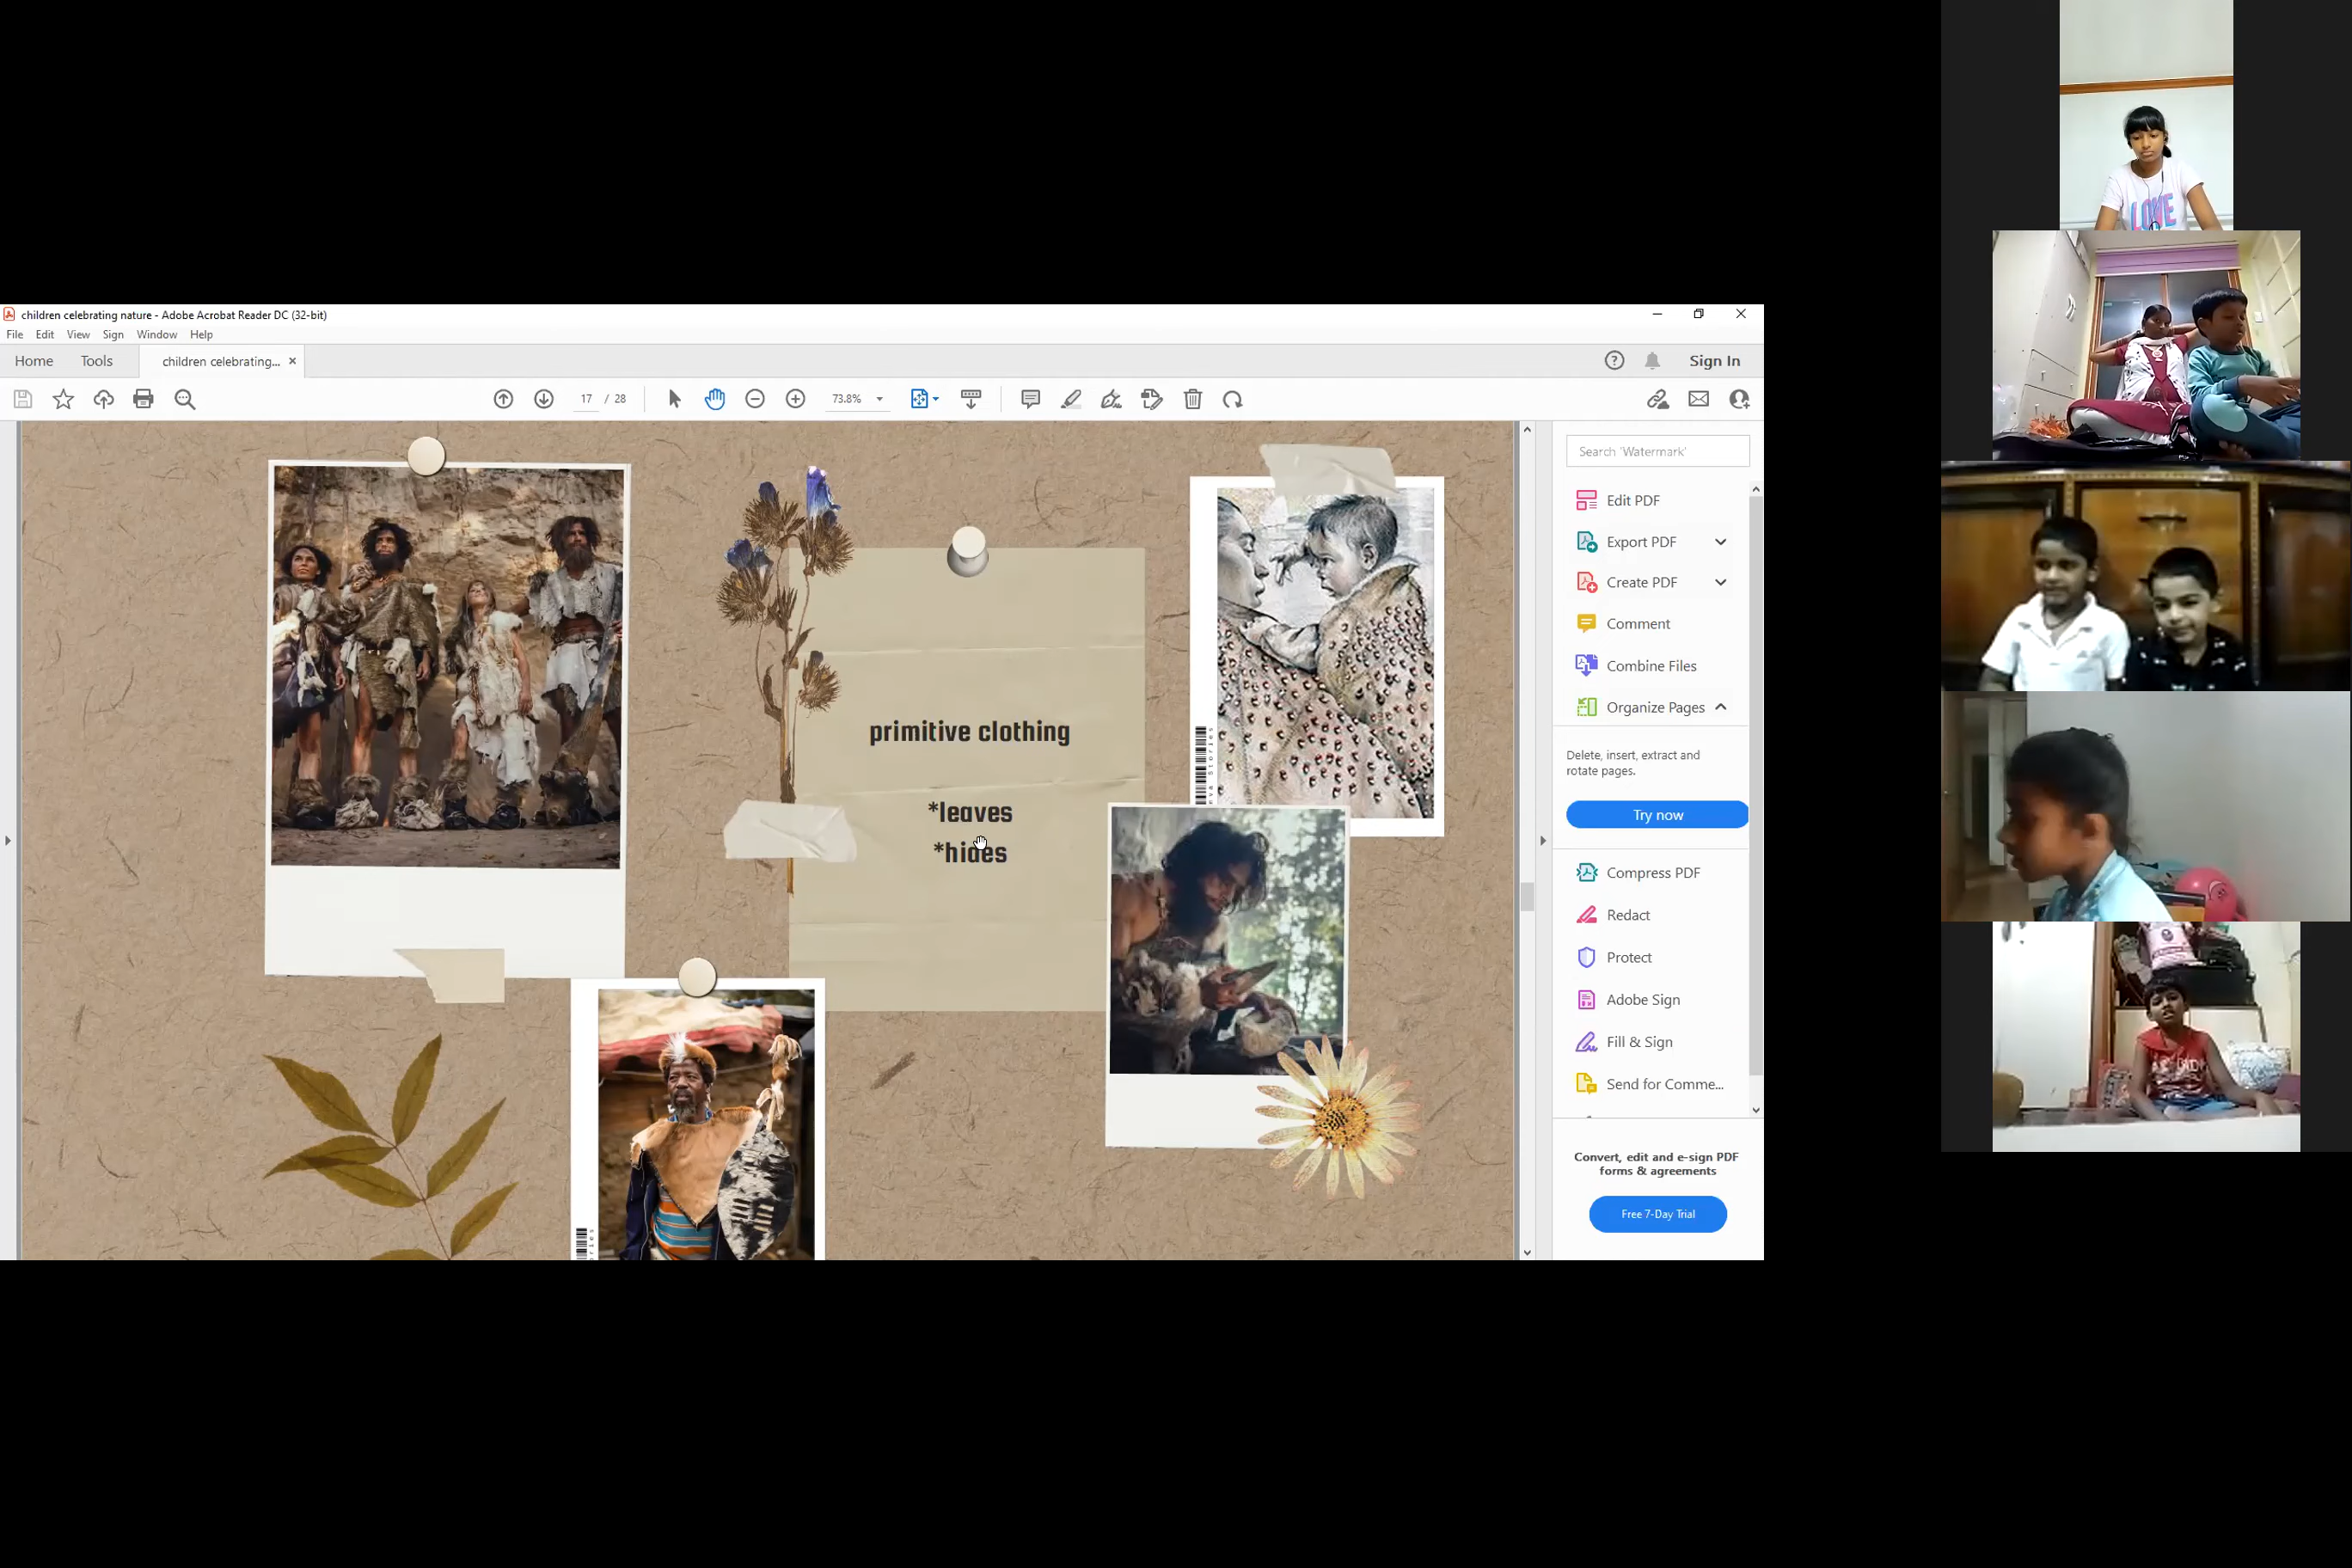 children celebrating nature - Adobe Acrobat Reader DC (32-bit)
File Edit View Sign Window Help
Home Tools children celebrating... × Sign In
17 / 28 73.8%
primitive clothing
*leaves
*hides
Stories
Search 'Watermark'
Edit PDF
Export PDF
Create PDF
Comment
Combine Files
Organize Pages
Delete, insert, extract and
rotate pages.
Try now
Compress PDF
Redact
Protect
Adobe Sign
Fill & Sign
Send for Comme...
Convert, edit and e-sign PDF
forms & agreements
Free 7-Day Trial
LOVE